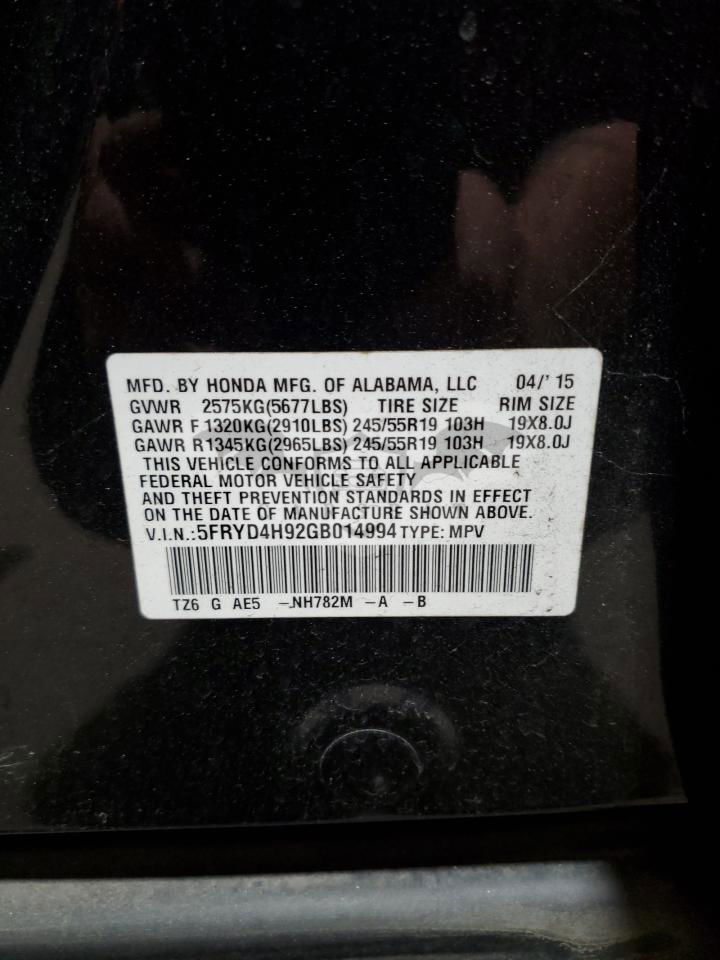 MFD. BY HONDA MFG. OF ALABAMA, LLC 04/' 15
GVWR 2575KG(5677LBS) TIRE SIZE RIM SIZE
GAWR F 1320KG(2910LBS) 245/55R19 103H 19X8.0J
GAWR R1345KG(2965LBS) 245/55R19 103H 19X8.0J
THIS VEHICLE CONFORMS TO ALL APPLICABLE
FEDERAL MOTOR VEHICLE SAFETY
AND THEFT PREVENTION STANDARDS IN EFFECT
ON THE DATE OF MANUFACTURE SHOWN ABOVE.
V.I.N.:5FRYD4H92GB014994 TYPE: MPV
TZ6 G AE5 -NH782M -A -B